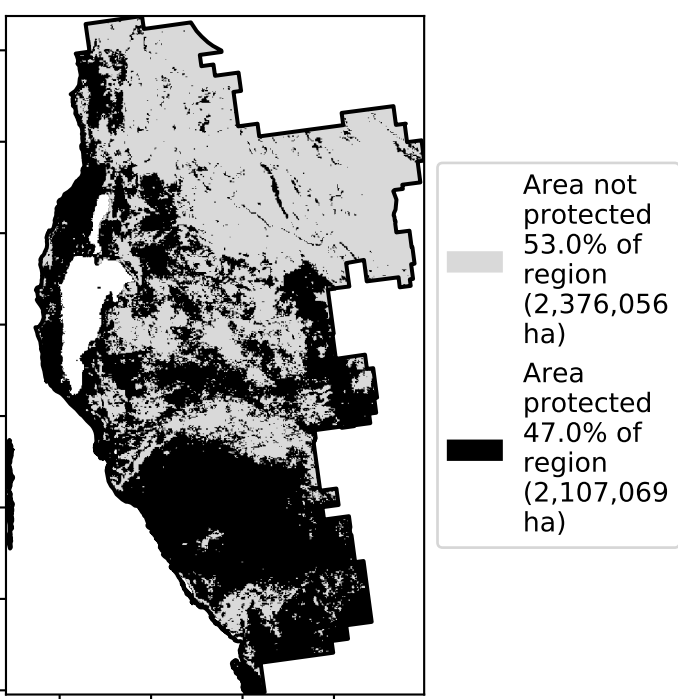 Area not
protected
53.0% of
region
(2,376,056
ha)
Area
protected
47.0% of
region
(2,107,069
ha)